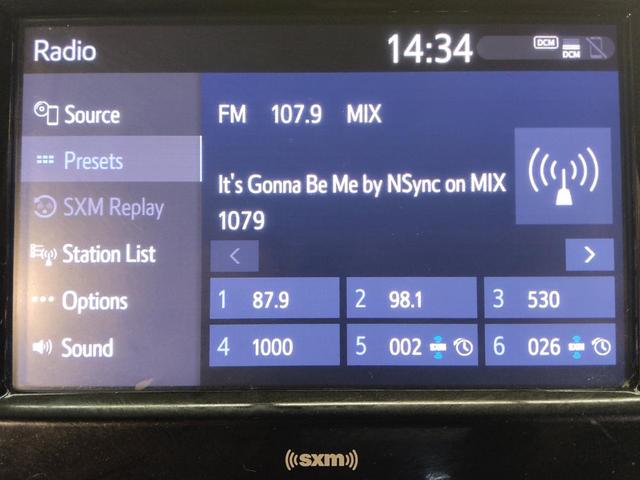 Radio 14:34 DCM DCM
Source
Presets
SXM Replay
Station List
Options
Sound
FM 107.9 MIX
It's Gonna Be Me by NSync on MIX
1079
1 87.9 2 98.1 3 530
4 1000 5 002 SXM 6 026 SXM
sxm